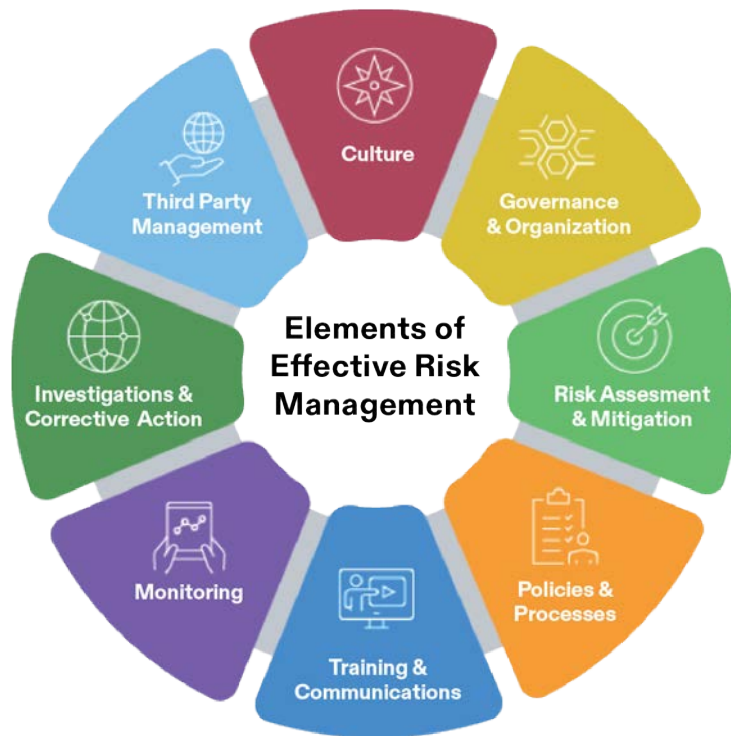 Elements of
Effective Risk
Management
Culture
Governance
& Organization
Risk Assesment
& Mitigation
Policies &
Processes
Training &
Communications
Monitoring
Investigations &
Corrective Action
Third Party
Management